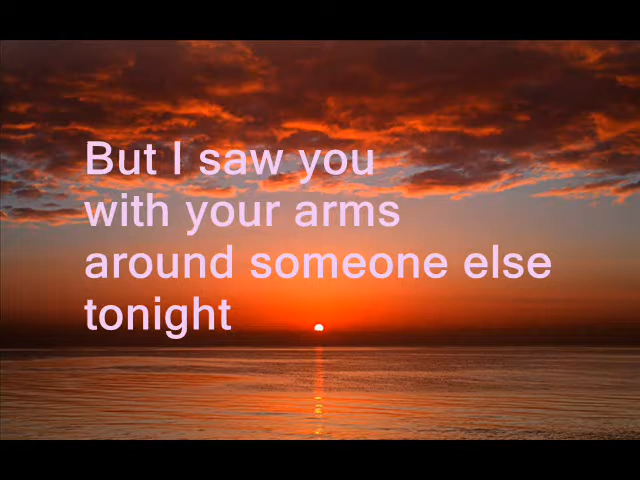 But I saw you
with your arms
around someone else
tonight